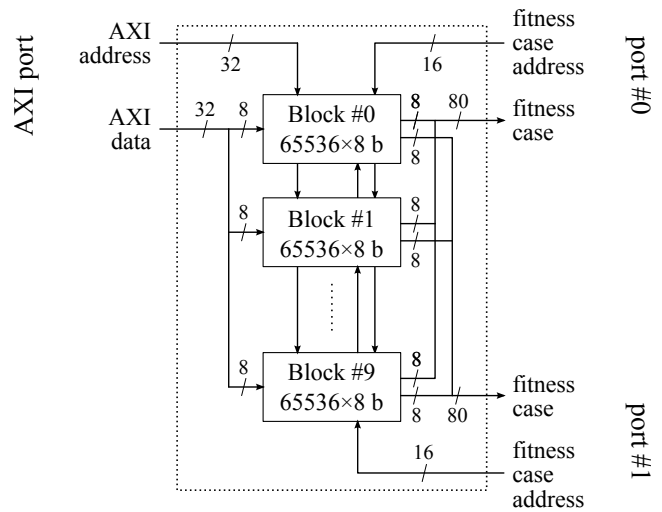 AXI port
AXI
address
32
16
fitness
case
address
port #0
AXI
data
32
8
Block #0
65536×8 b
8
8
80
fitness
case
8
Block #1
65536×8 b
8
8
8
Block #9
65536×8 b
8
8
80
fitness
case
port #1
16
fitness
case
address